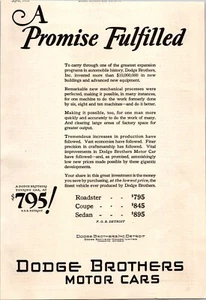 A
Promise Fulfilled
To carry through one of the greatest expansion
programs in automobile history, Dodge Brothers,
Inc. invested more than $10,000,000 in new
buildings and advanced new equipment.
Remarkable new mechanical processes were
perfected, making it possible, in many instances,
for one machine to do the work formerly done
by six, eight and ten machines—and do it better.
Making it possible, too, for one man more
quickly and accurately to do the work of many.
And clearing large areas of factory space for
greater output.
Tremendous increases in production have
followed. Vast economies have followed. Finer
precision in craftsmanship has followed. Vital
improvements in Dodge Brothers Motor Car
have followed—and, as promised, astonishingly
low new prices made possible by these gigantic
developments.
Your share in this great investment is the money
you save by purchasing, at the lowest price, the
finest vehicle ever produced by Dodge Brothers.
A DODGE BROTHERS
TOURING CAR, AT
$795!
Roadster - - $795
Coupe - - - $845
Sedan - - - $895
F. O. B. DETROIT
DODGE BROTHERS INC. DETROIT
DODGE BROTHERS
MOTOR CARS